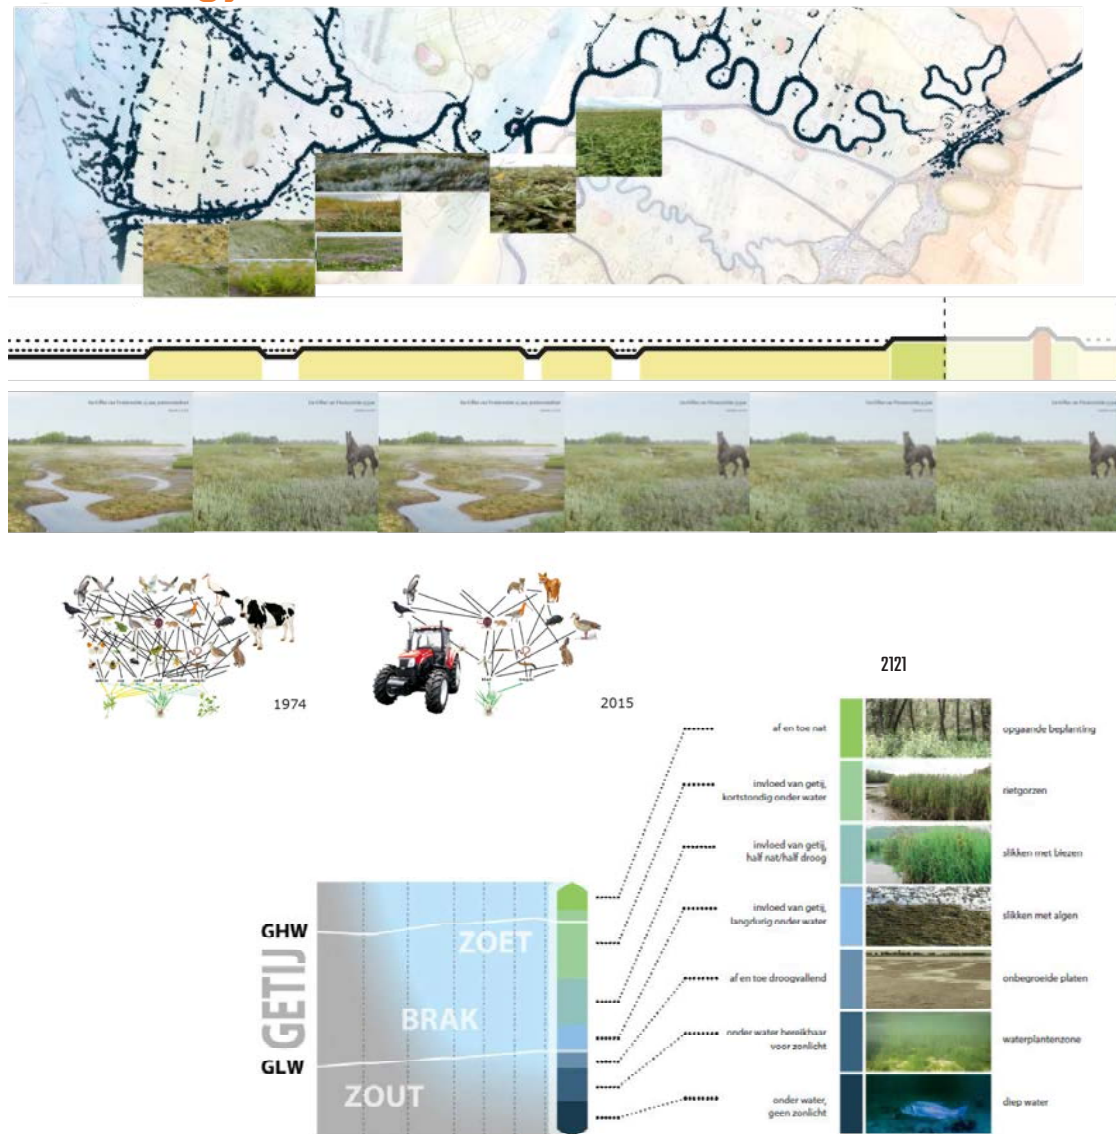 1974
2015
2121
af en toe nat
opgaande beplanting
invloed van getij,
kortstondig onder water
rietgorzen
invloed van getij,
half nat/half droog
slikken met biezen
invloed van getij,
langdurig onder water
slikken met algen
af en toe droogvallend
onbegroeide platen
onder water bereikbaar
voor zonlicht
waterplantenzone
onder water,
geen zonlicht
diep water
GHW
GETIJ
GLW
ZOET
BRAK
ZOUT